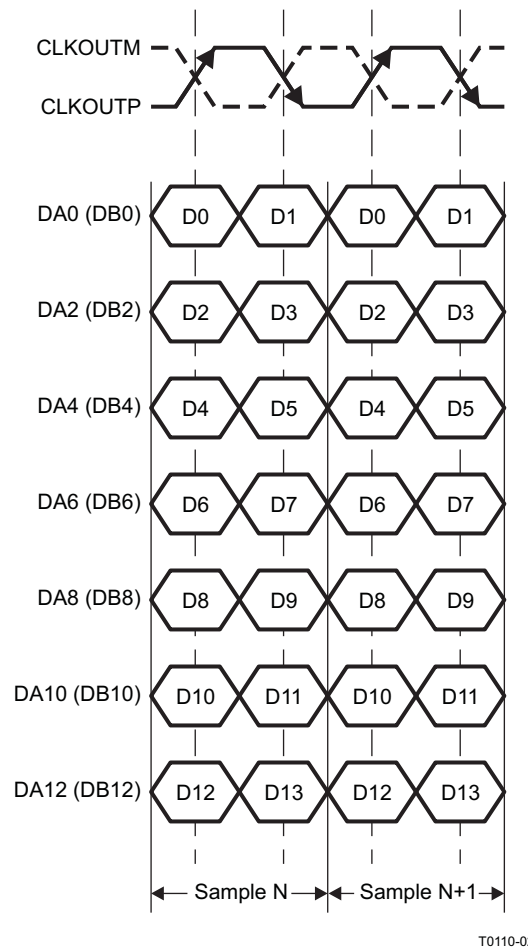 CLKOUTM
CLKOUTP
DA0 (DB0) D0 D1 D0 D1
DA2 (DB2) D2 D3 D2 D3
DA4 (DB4) D4 D5 D4 D5
DA6 (DB6) D6 D7 D6 D7
DA8 (DB8) D8 D9 D8 D9
DA10 (DB10) D10 D11 D10 D11
DA12 (DB12) D12 D13 D12 D13
Sample N Sample N+1